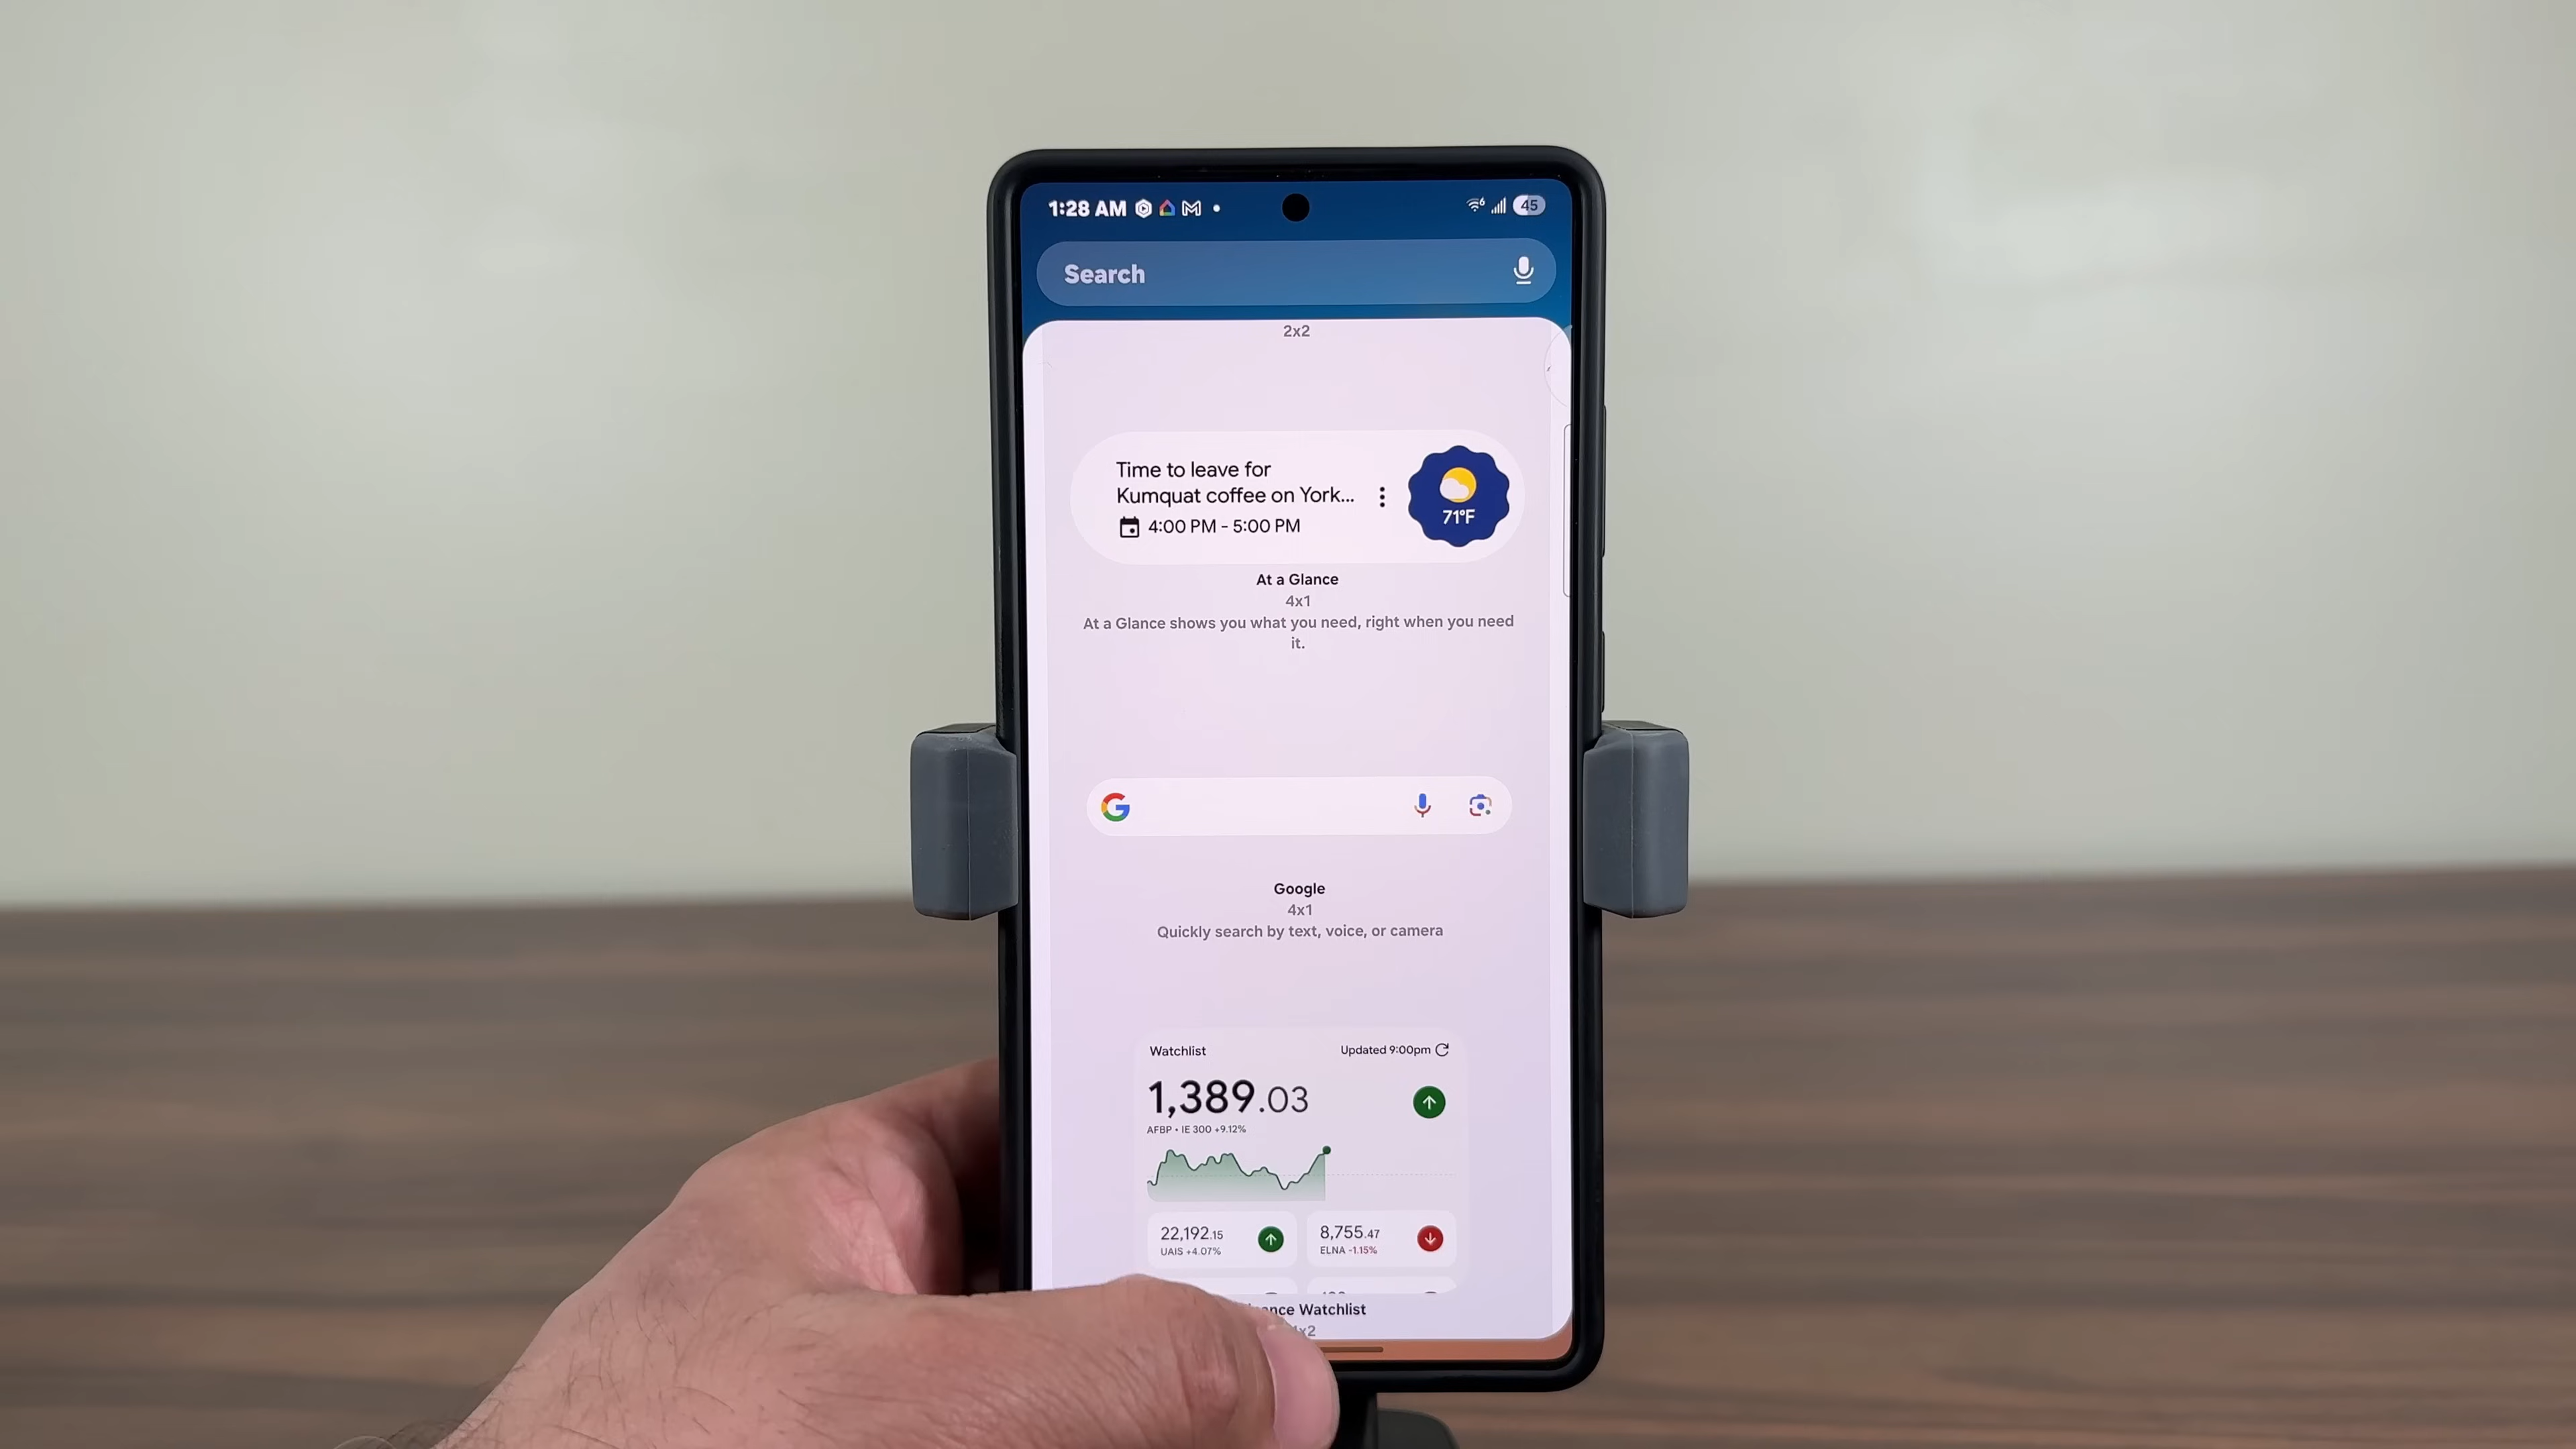 1:28 AM
45
Search
2x2
Time to leave for
Kumquat coffee on York...
4:00 PM - 5:00 PM
71°F
At a Glance
4x1
At a Glance shows you what you need, right when you need
it.
Google
4x1
Quickly search by text, voice, or camera
Watchlist
Updated 9:00pm
1,389.03
AFBP • IE 300 +9.12%
22,192.15
UAIS +4.07%
8,755.47
ELNA -1.15%
Watchlist
x2